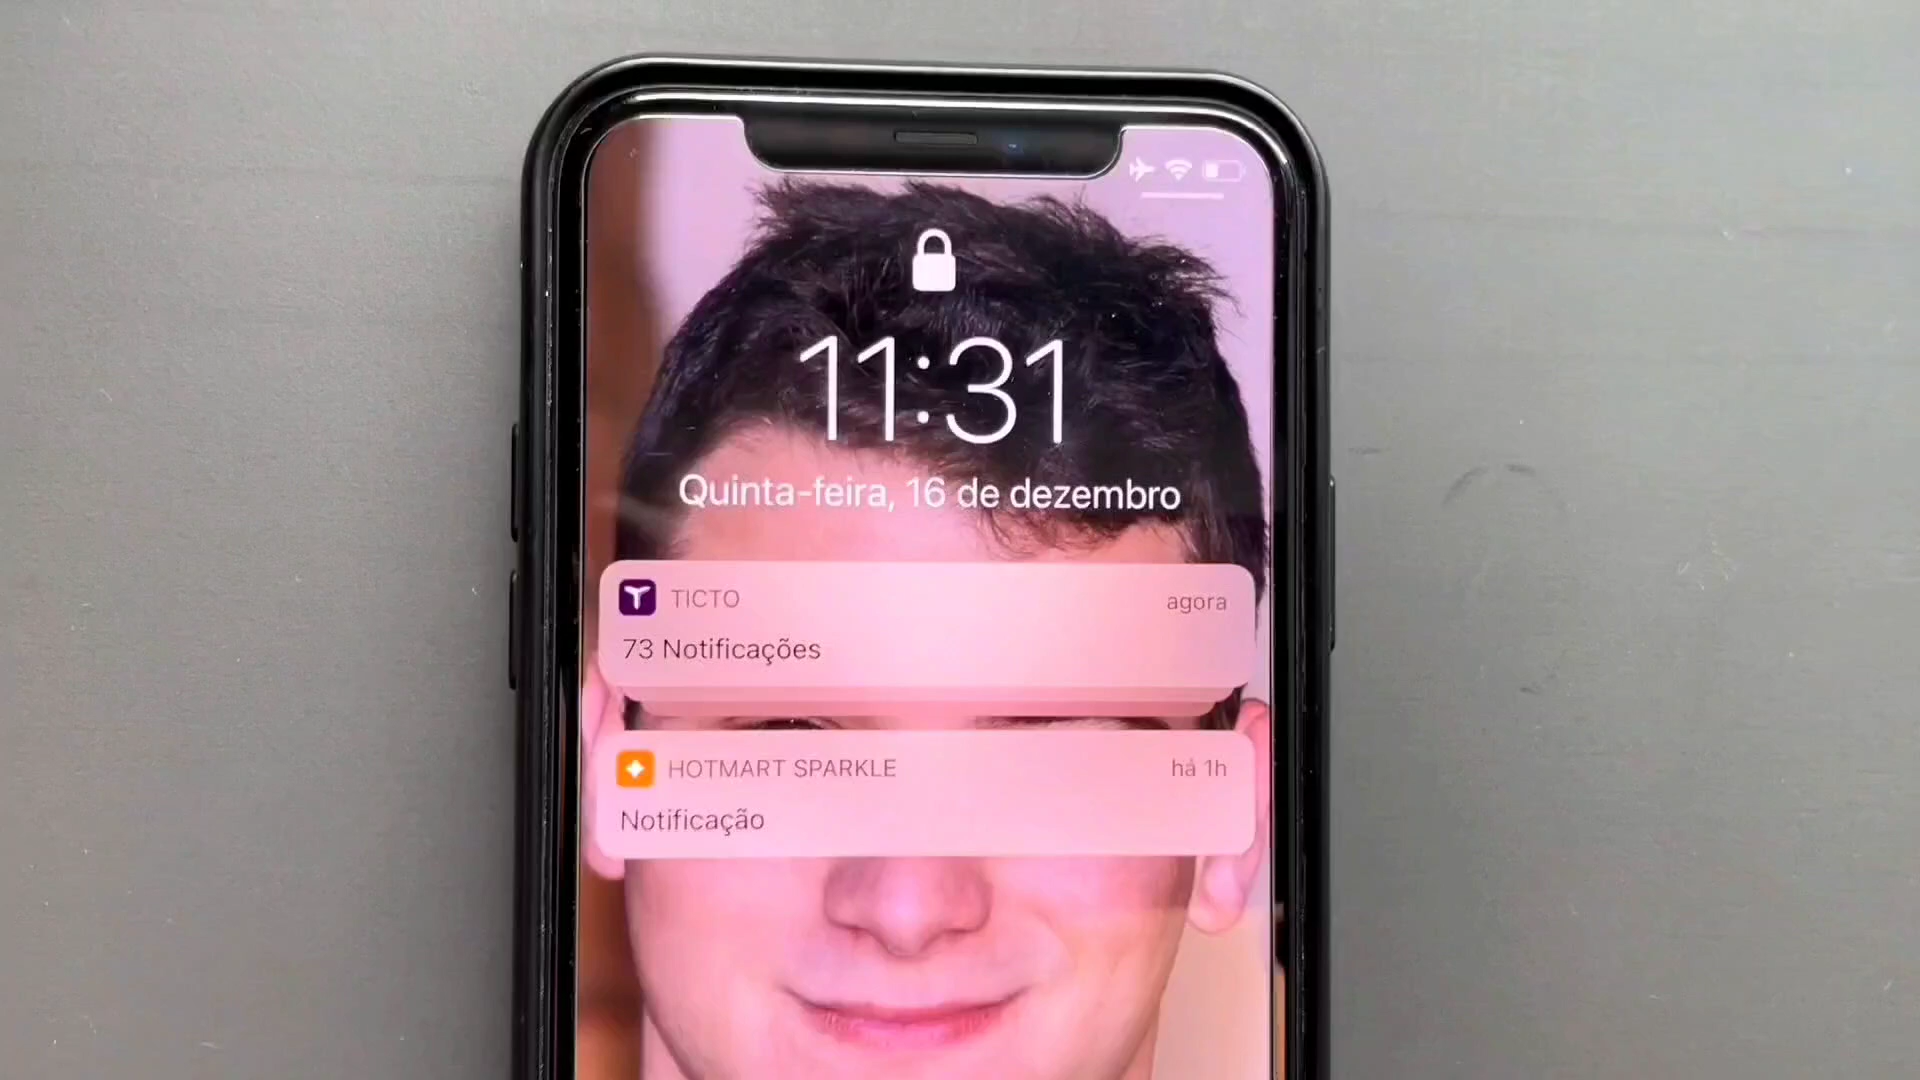 11:31
Quinta-feira, 16 de dezembro
TICTO agora
73 Notificações
HOTMART SPARKLE há 1h
Notificação